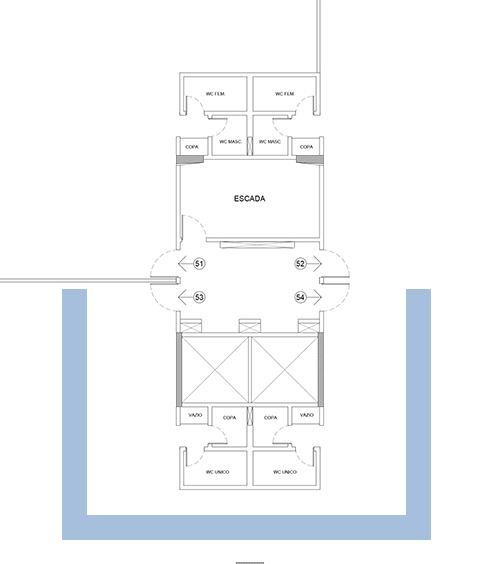 WC FEM. WC FEM.
WC MASC. WC MASC.
COPA COPA
ESCADA
51 52
53 54
VAZIO COPA COPA VAZIO
WC UNICO WC UNICO